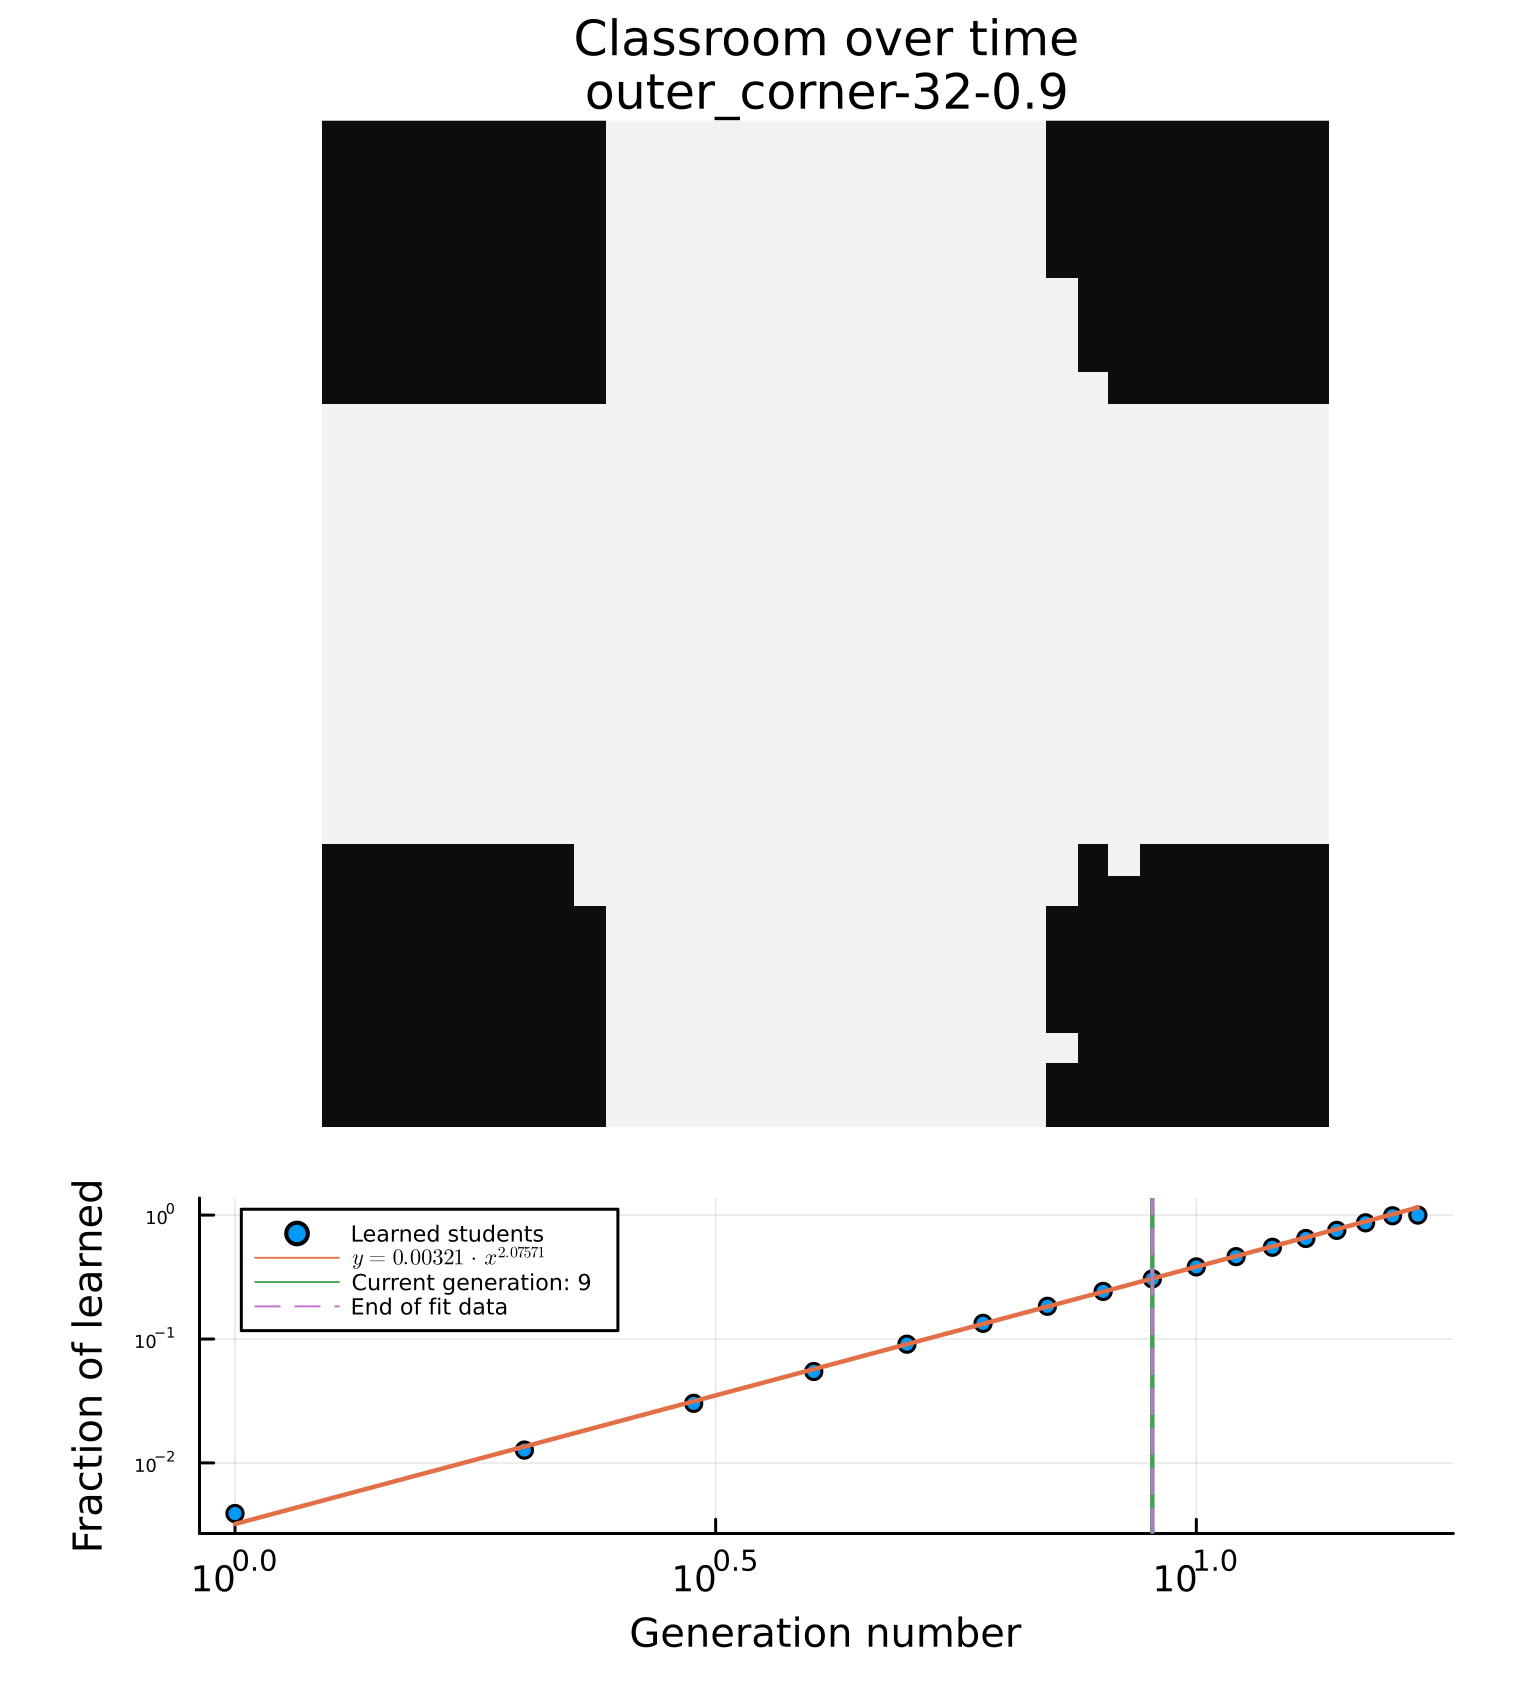 Classroom over time
outer_corner-32-0.9
Fraction of learned
10^0
10^-1
10^-2
Learned students
y = 0.00321 · x^2.07571
Current generation: 9
End of fit data
10^0.0 10^0.5 10^1.0
Generation number